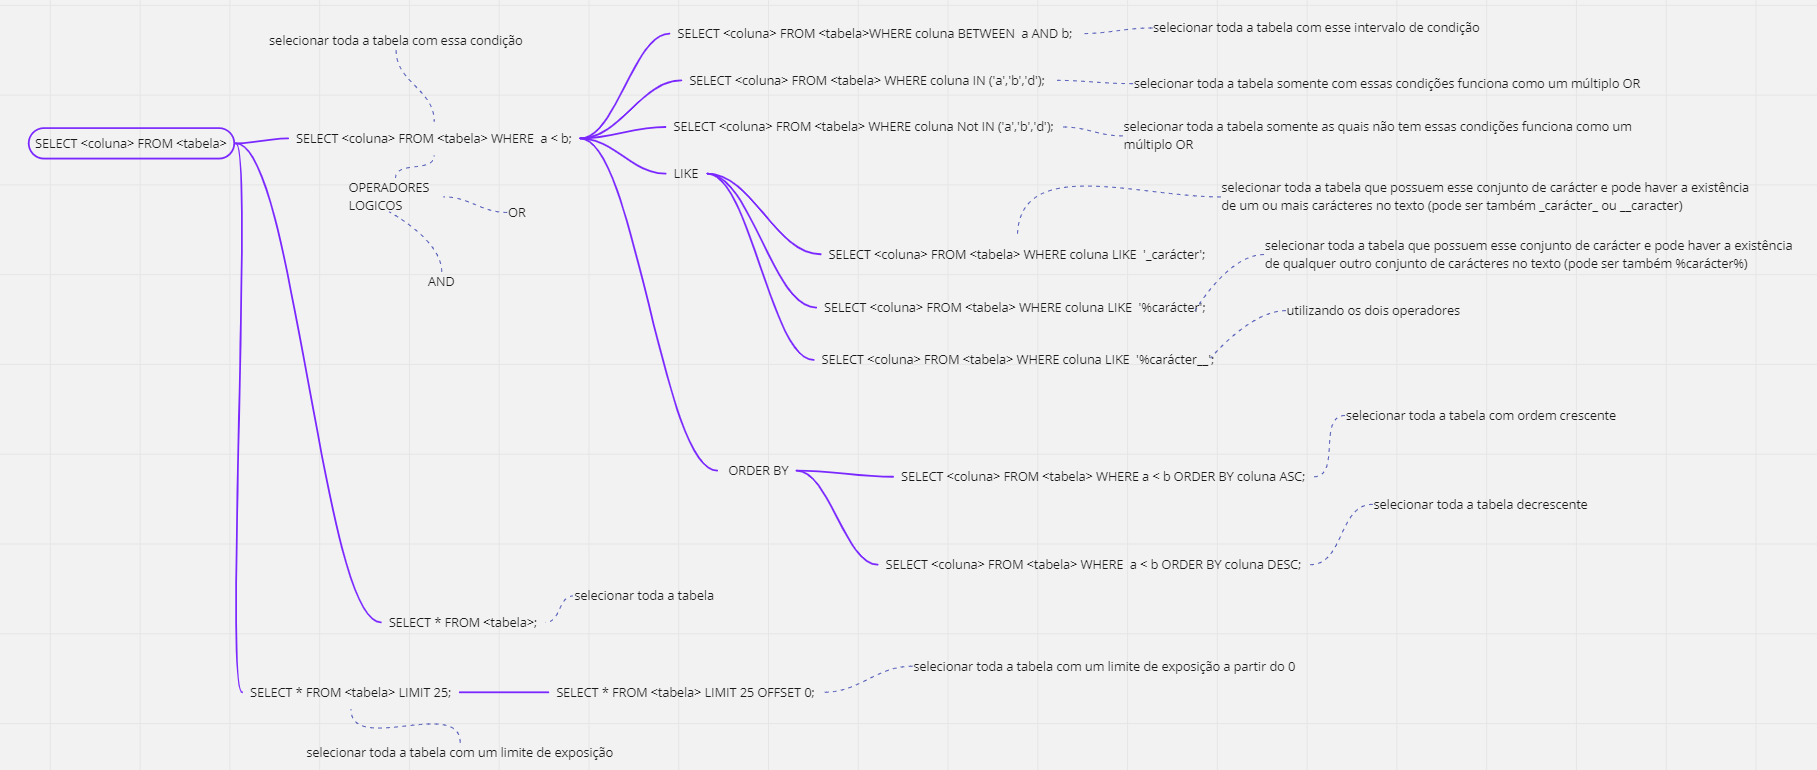 selecionar toda a tabela com essa condição
SELECT <coluna> FROM <tabela>
SELECT <coluna> FROM <tabela> WHERE  a < b;
OPERADORES
LOGICOS
OR
AND
SELECT <coluna> FROM <tabela>WHERE coluna BETWEEN  a AND b;
selecionar toda a tabela com esse intervalo de condição
SELECT <coluna> FROM <tabela> WHERE coluna IN ('a','b','d');
selecionar toda a tabela somente com essas condições funciona como um múltiplo OR
SELECT <coluna> FROM <tabela> WHERE coluna Not IN ('a','b','d');
selecionar toda a tabela somente as quais não tem essas condições funciona como um
múltiplo OR
LIKE
selecionar toda a tabela que possuem esse conjunto de carácter e pode haver a existência
de um ou mais carácteres no texto (pode ser também _carácter_ ou __caracter)
SELECT <coluna> FROM <tabela> WHERE coluna LIKE  '_carácter';
selecionar toda a tabela que possuem esse conjunto de carácter e pode haver a existência
de qualquer outro conjunto de carácteres no texto (pode ser também %carácter%)
SELECT <coluna> FROM <tabela> WHERE coluna LIKE  '%carácter';
utilizando os dois operadores
SELECT <coluna> FROM <tabela> WHERE coluna LIKE  '%carácter__';
selecionar toda a tabela com ordem crescente
ORDER BY
SELECT <coluna> FROM <tabela> WHERE a < b ORDER BY coluna ASC;
selecionar toda a tabela decrescente
SELECT <coluna> FROM <tabela> WHERE  a < b ORDER BY coluna DESC;
selecionar toda a tabela
SELECT * FROM <tabela>;
selecionar toda a tabela com um limite de exposição a partir do 0
SELECT * FROM <tabela> LIMIT 25;
SELECT * FROM <tabela> LIMIT 25 OFFSET 0;
selecionar toda a tabela com um limite de exposição